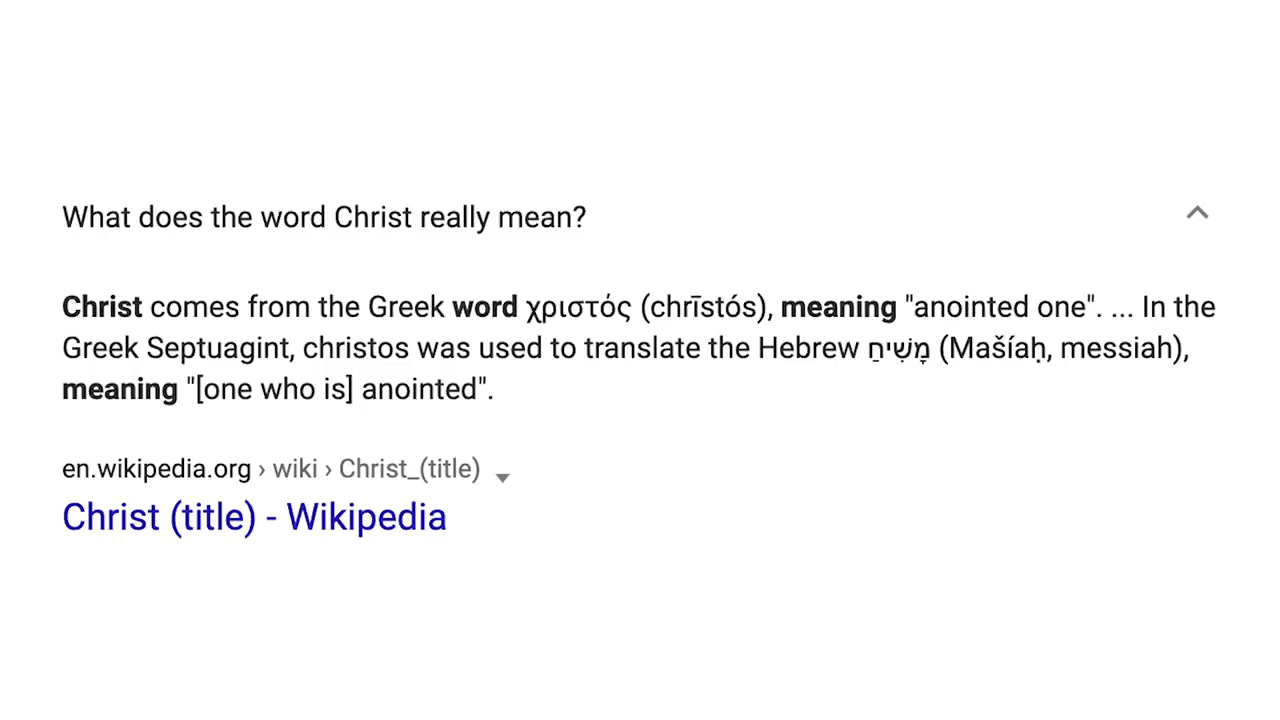 What does the word Christ really mean?
Christ comes from the Greek word χριστός (chrīstós), meaning "anointed one". ... In the
Greek Septuagint, christos was used to translate the Hebrew מָשִׁיחַ (Mašíaḥ, messiah),
meaning "[one who is] anointed".
en.wikipedia.org › wiki › Christ_(title)
Christ (title) - Wikipedia